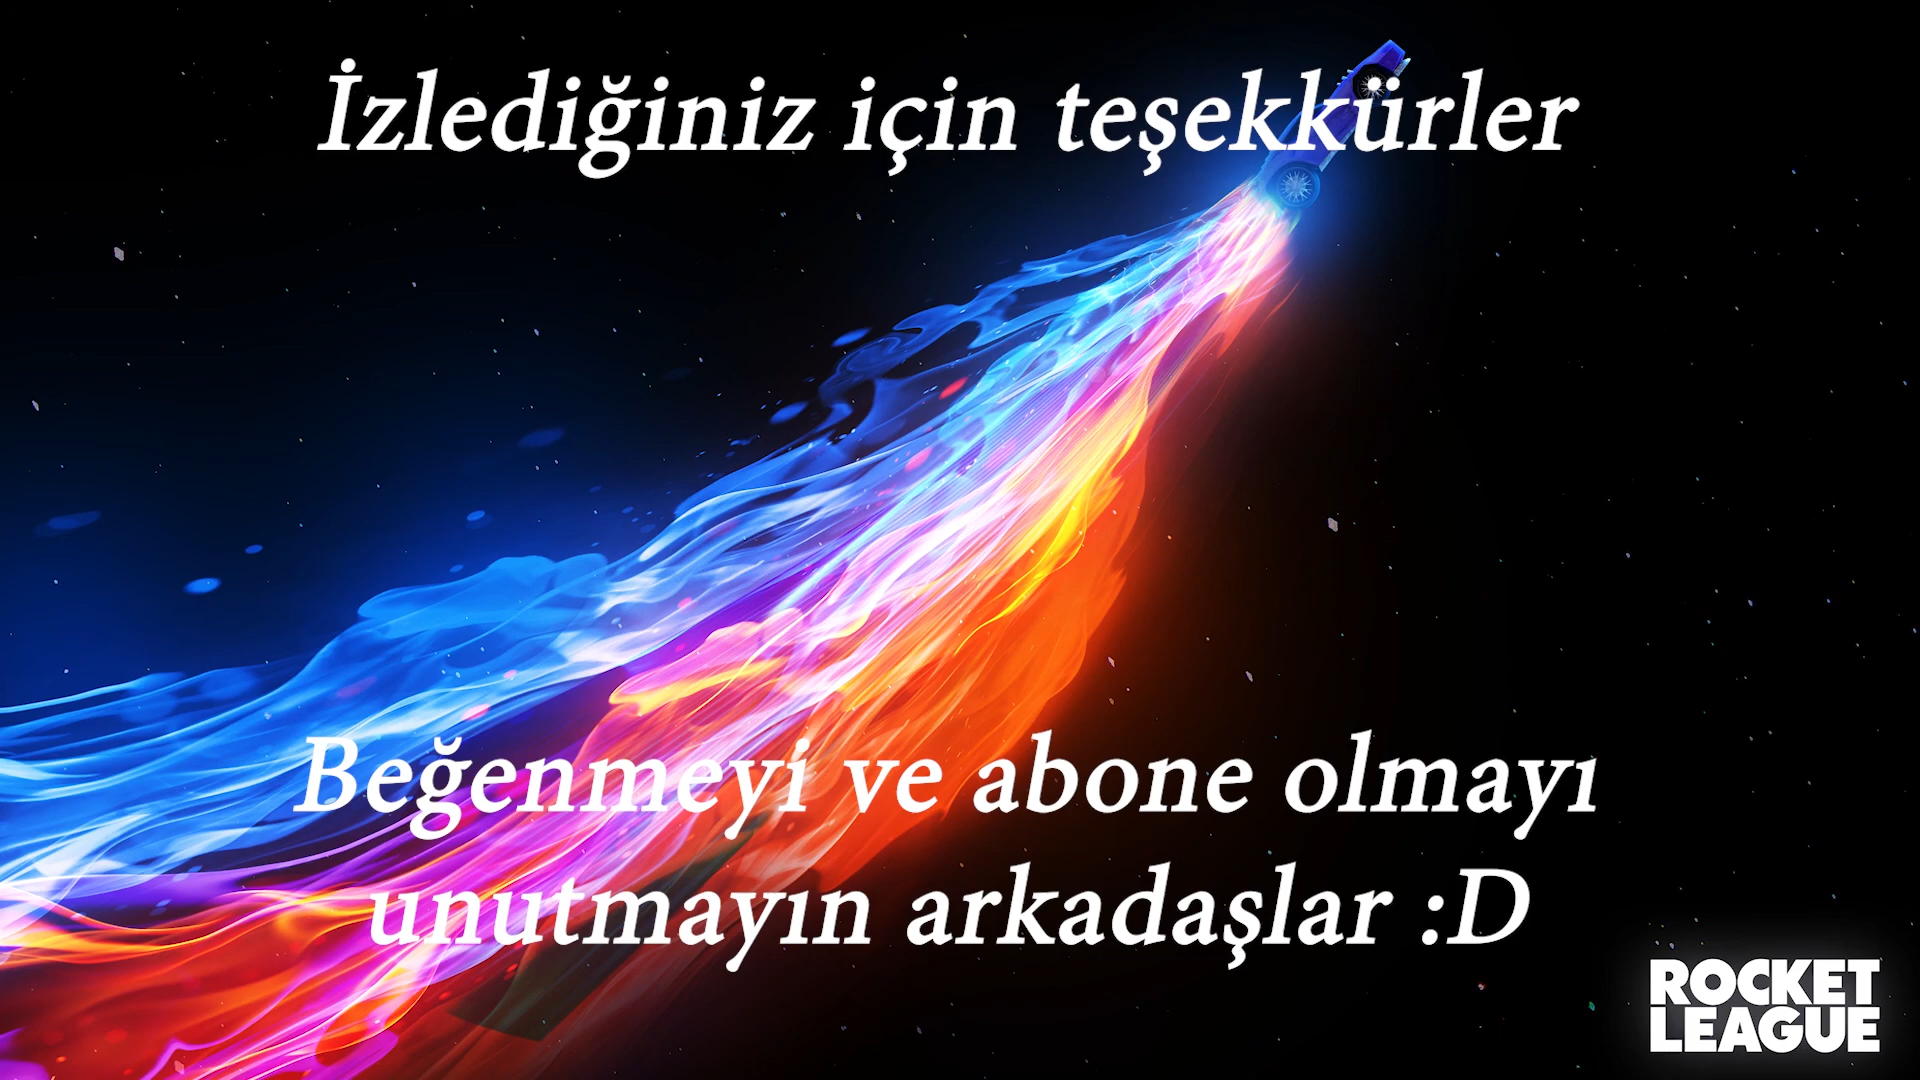 İzlediğiniz için teşekkürler
Beğenmeyi ve abone olmayı
unutmayın arkadaşlar :D
ROCKET
LEAGUE